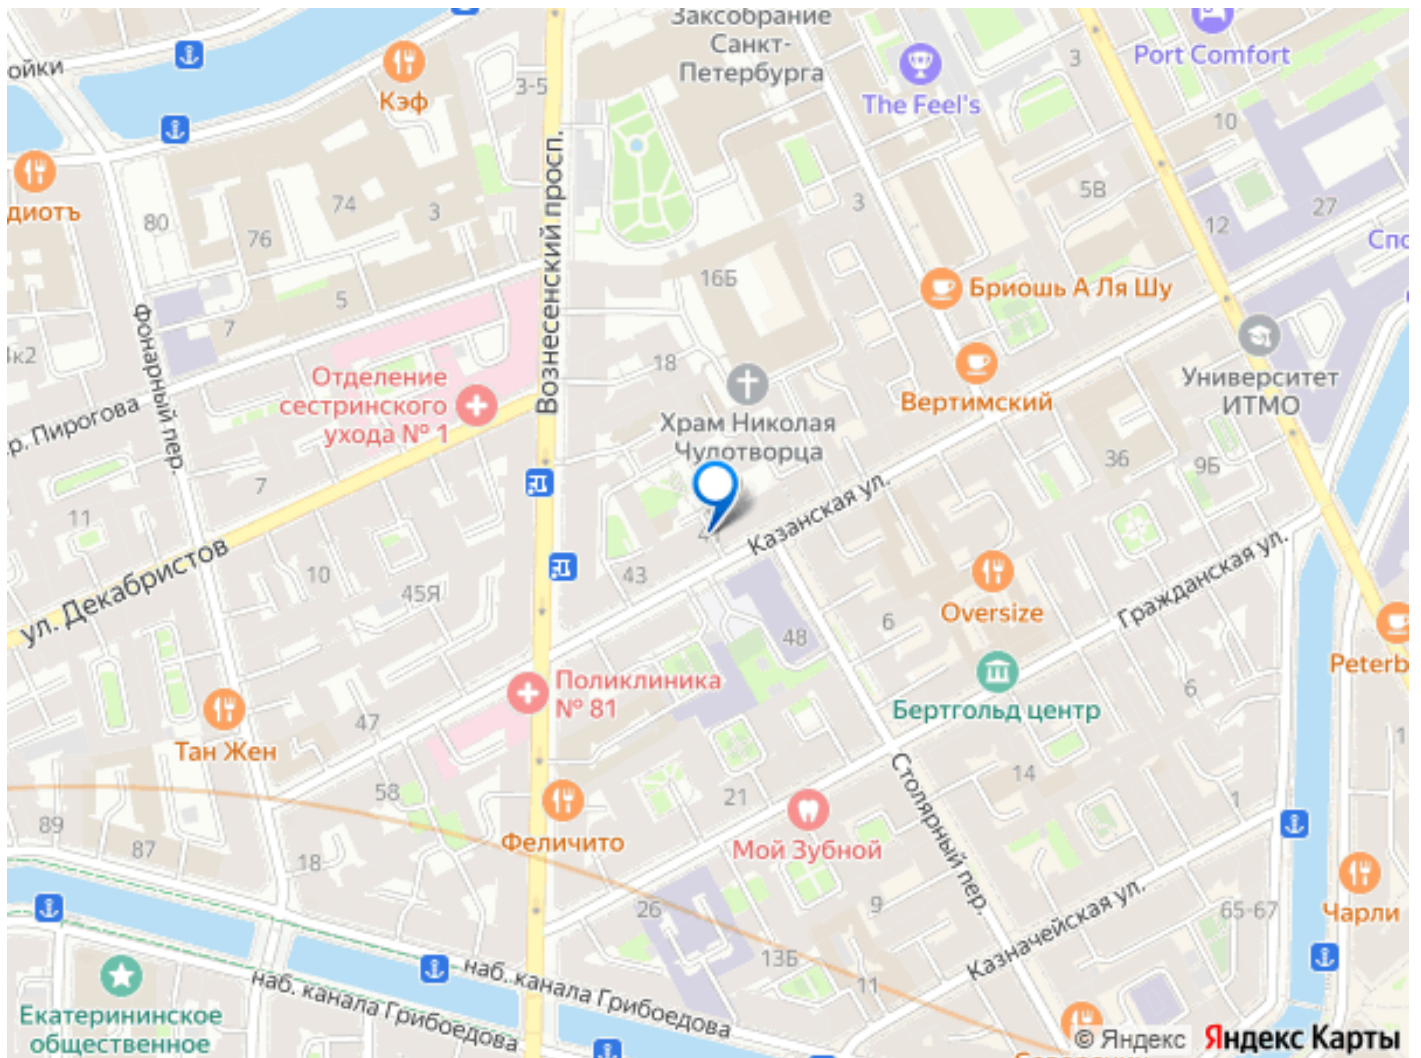 Заксобрание
Санкт-
Петербурга
Port Comfort
The Feel's
Кэф
3-5
3
10
ойки
диотъ
80
74
3
76
5
7
3
5В
12
27
Спо
16Б
Бриошь А Ля Шу
Вознесенский просп.
Фонарный пер.
4к2
Отделение
сестринского
ухода № 1
18
Храм Николая
Чудотворца
Вертимский
Университет
ИТМО
р. Пирогова
7
11
36
9Б
Казанская ул.
ул. Декабристов
10
45Я
43
Oversize
Гражданская ул.
48
6
Бертгольд центр
6
Peterb
Поликлиника
№ 81
Тан Жен
47
58
Столярный пер.
14
1
1
89
87
18
Феличито
21
Мой Зубной
26
9
13Б
11
65-67
Чарли
Казначейская ул.
наб. канала Грибоедова
наб. канала Грибоедова
Екатерининское
общественное
© Яндекс
Яндекс Карты